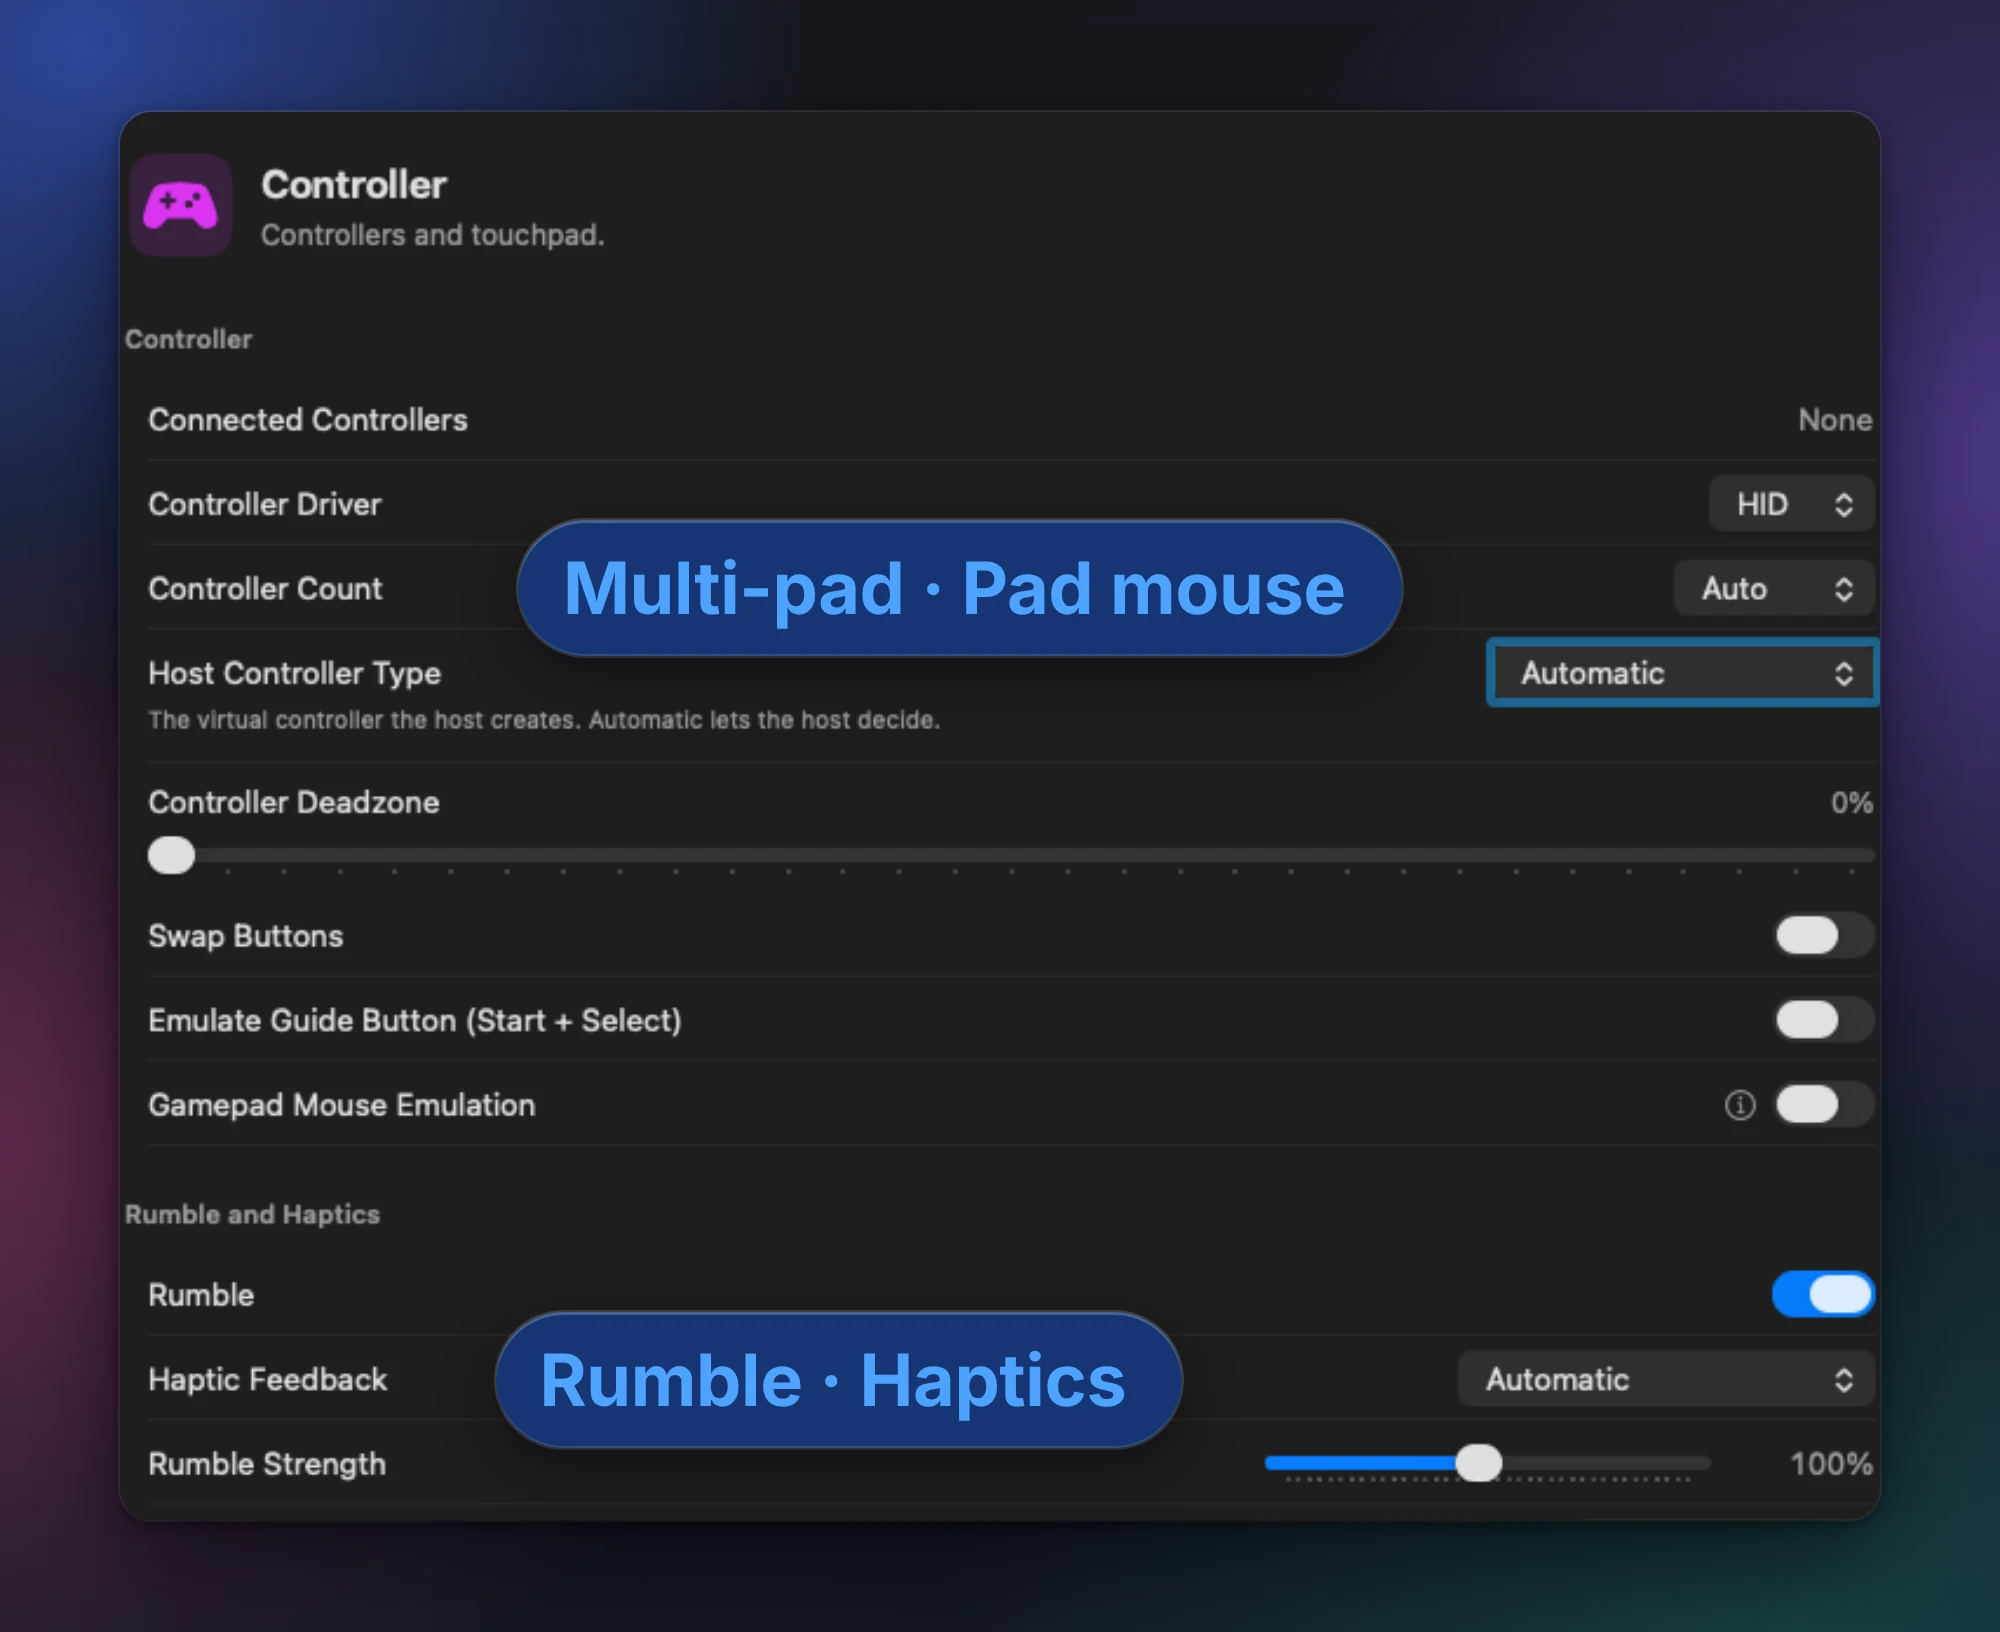 Controller
Controllers and touchpad.
Controller
Connected Controllers None
Controller Driver HID
Controller Count Auto
Multi-pad · Pad mouse
Host Controller Type Automatic
The virtual controller the host creates. Automatic lets the host decide.
Controller Deadzone 0%
Swap Buttons
Emulate Guide Button (Start + Select)
Gamepad Mouse Emulation
Rumble and Haptics
Rumble
Haptic Feedback Automatic
Rumble · Haptics
Rumble Strength 100%